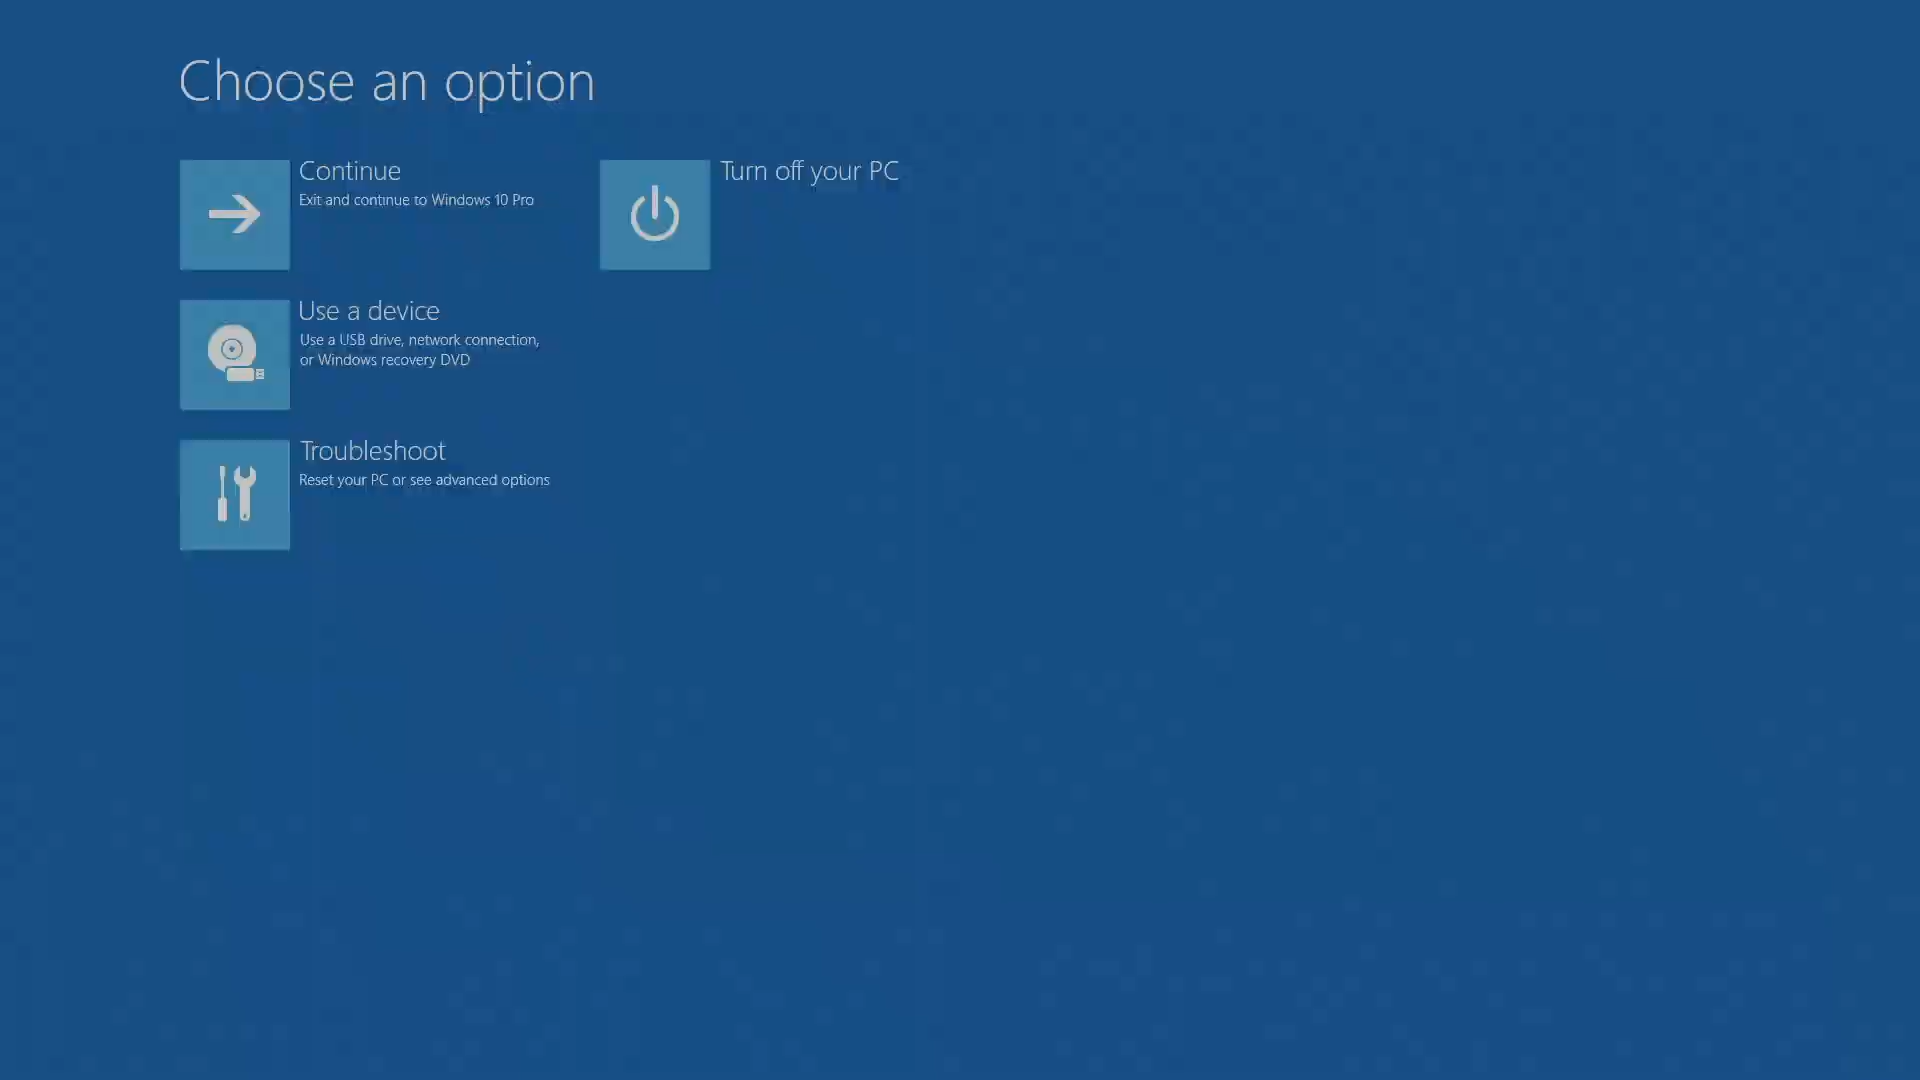 Choose an option
Continue
Exit and continue to Windows 10 Pro
Turn off your PC
Use a device
Use a USB drive, network connection,
or Windows recovery DVD
Troubleshoot
Reset your PC or see advanced options